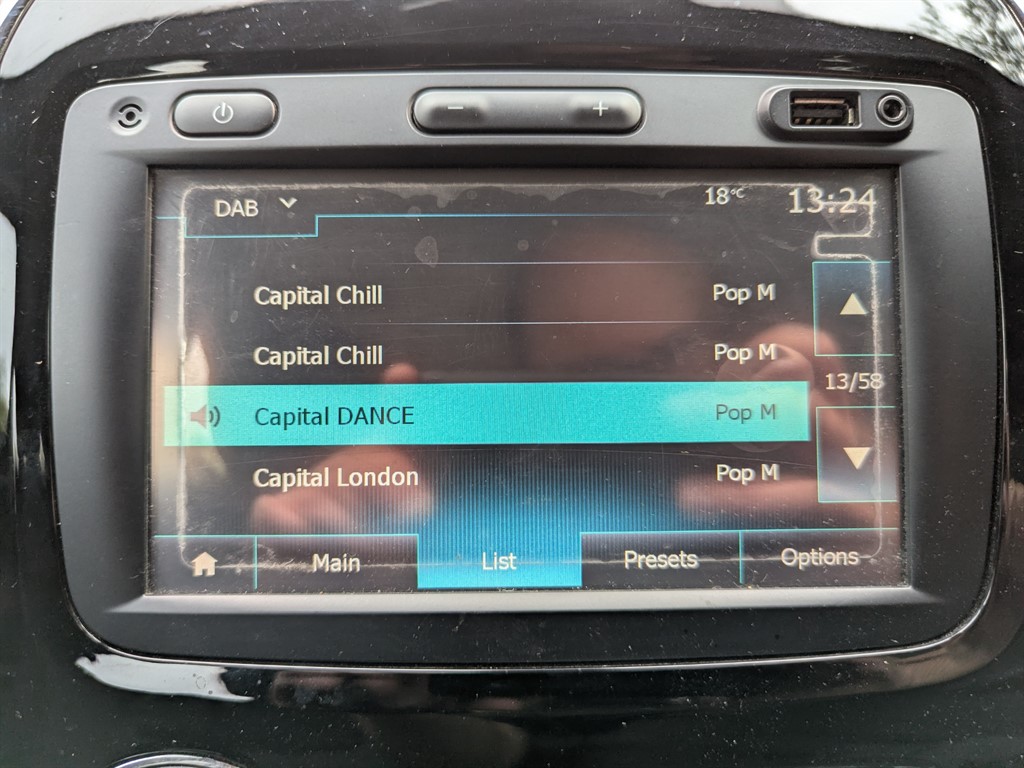 DAB 18°C 13:24
Capital Chill Pop M
Capital Chill Pop M
Capital DANCE Pop M
13/58
Capital London Pop M
Main List Presets Options